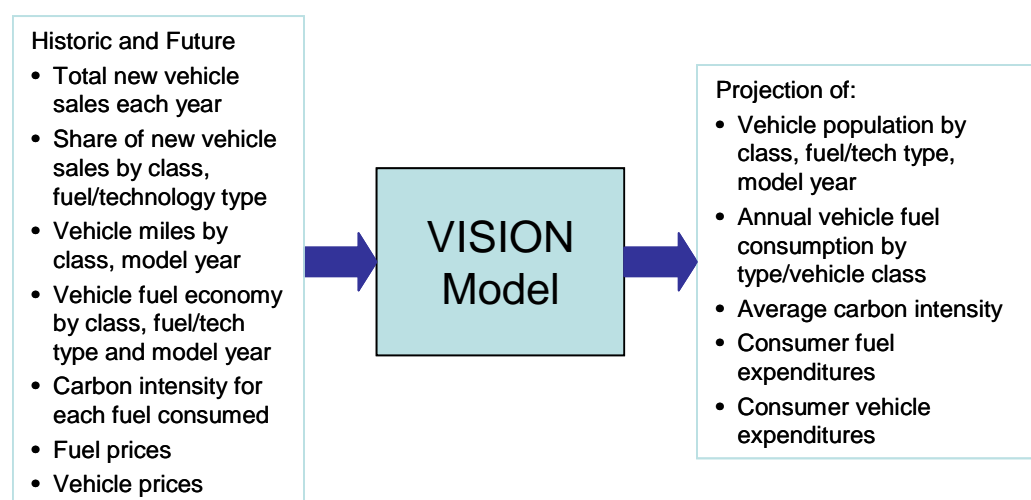 Historic and Future
• Total new vehicle
sales each year
• Share of new vehicle
sales by class,
fuel/technology type
• Vehicle miles by
class, model year
• Vehicle fuel economy
by class, fuel/tech
type and model year
• Carbon intensity for
each fuel consumed
• Fuel prices
• Vehicle prices
VISION
Model
Projection of:
• Vehicle population by
class, fuel/tech type,
model year
• Annual vehicle fuel
consumption by
type/vehicle class
• Average carbon intensity
• Consumer fuel
expenditures
• Consumer vehicle
expenditures